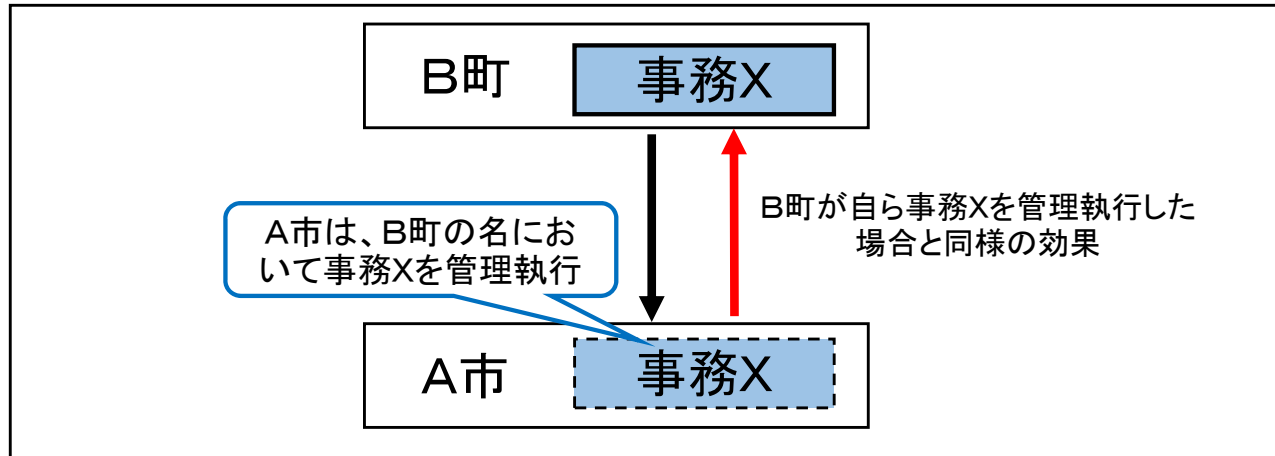 B町
事務X
B町が自ら事務Xを管理執行した
場合と同様の効果
A市は、B町の名にお
いて事務Xを管理執行
A市
事務X